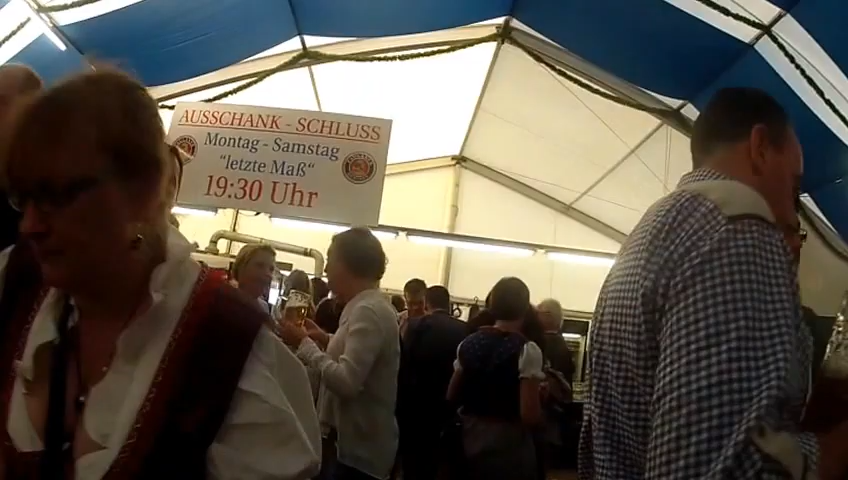 AUSSCHANK - SCHLUSS
Montag - Samstag
"letzte Maß"
19:30 Uhr